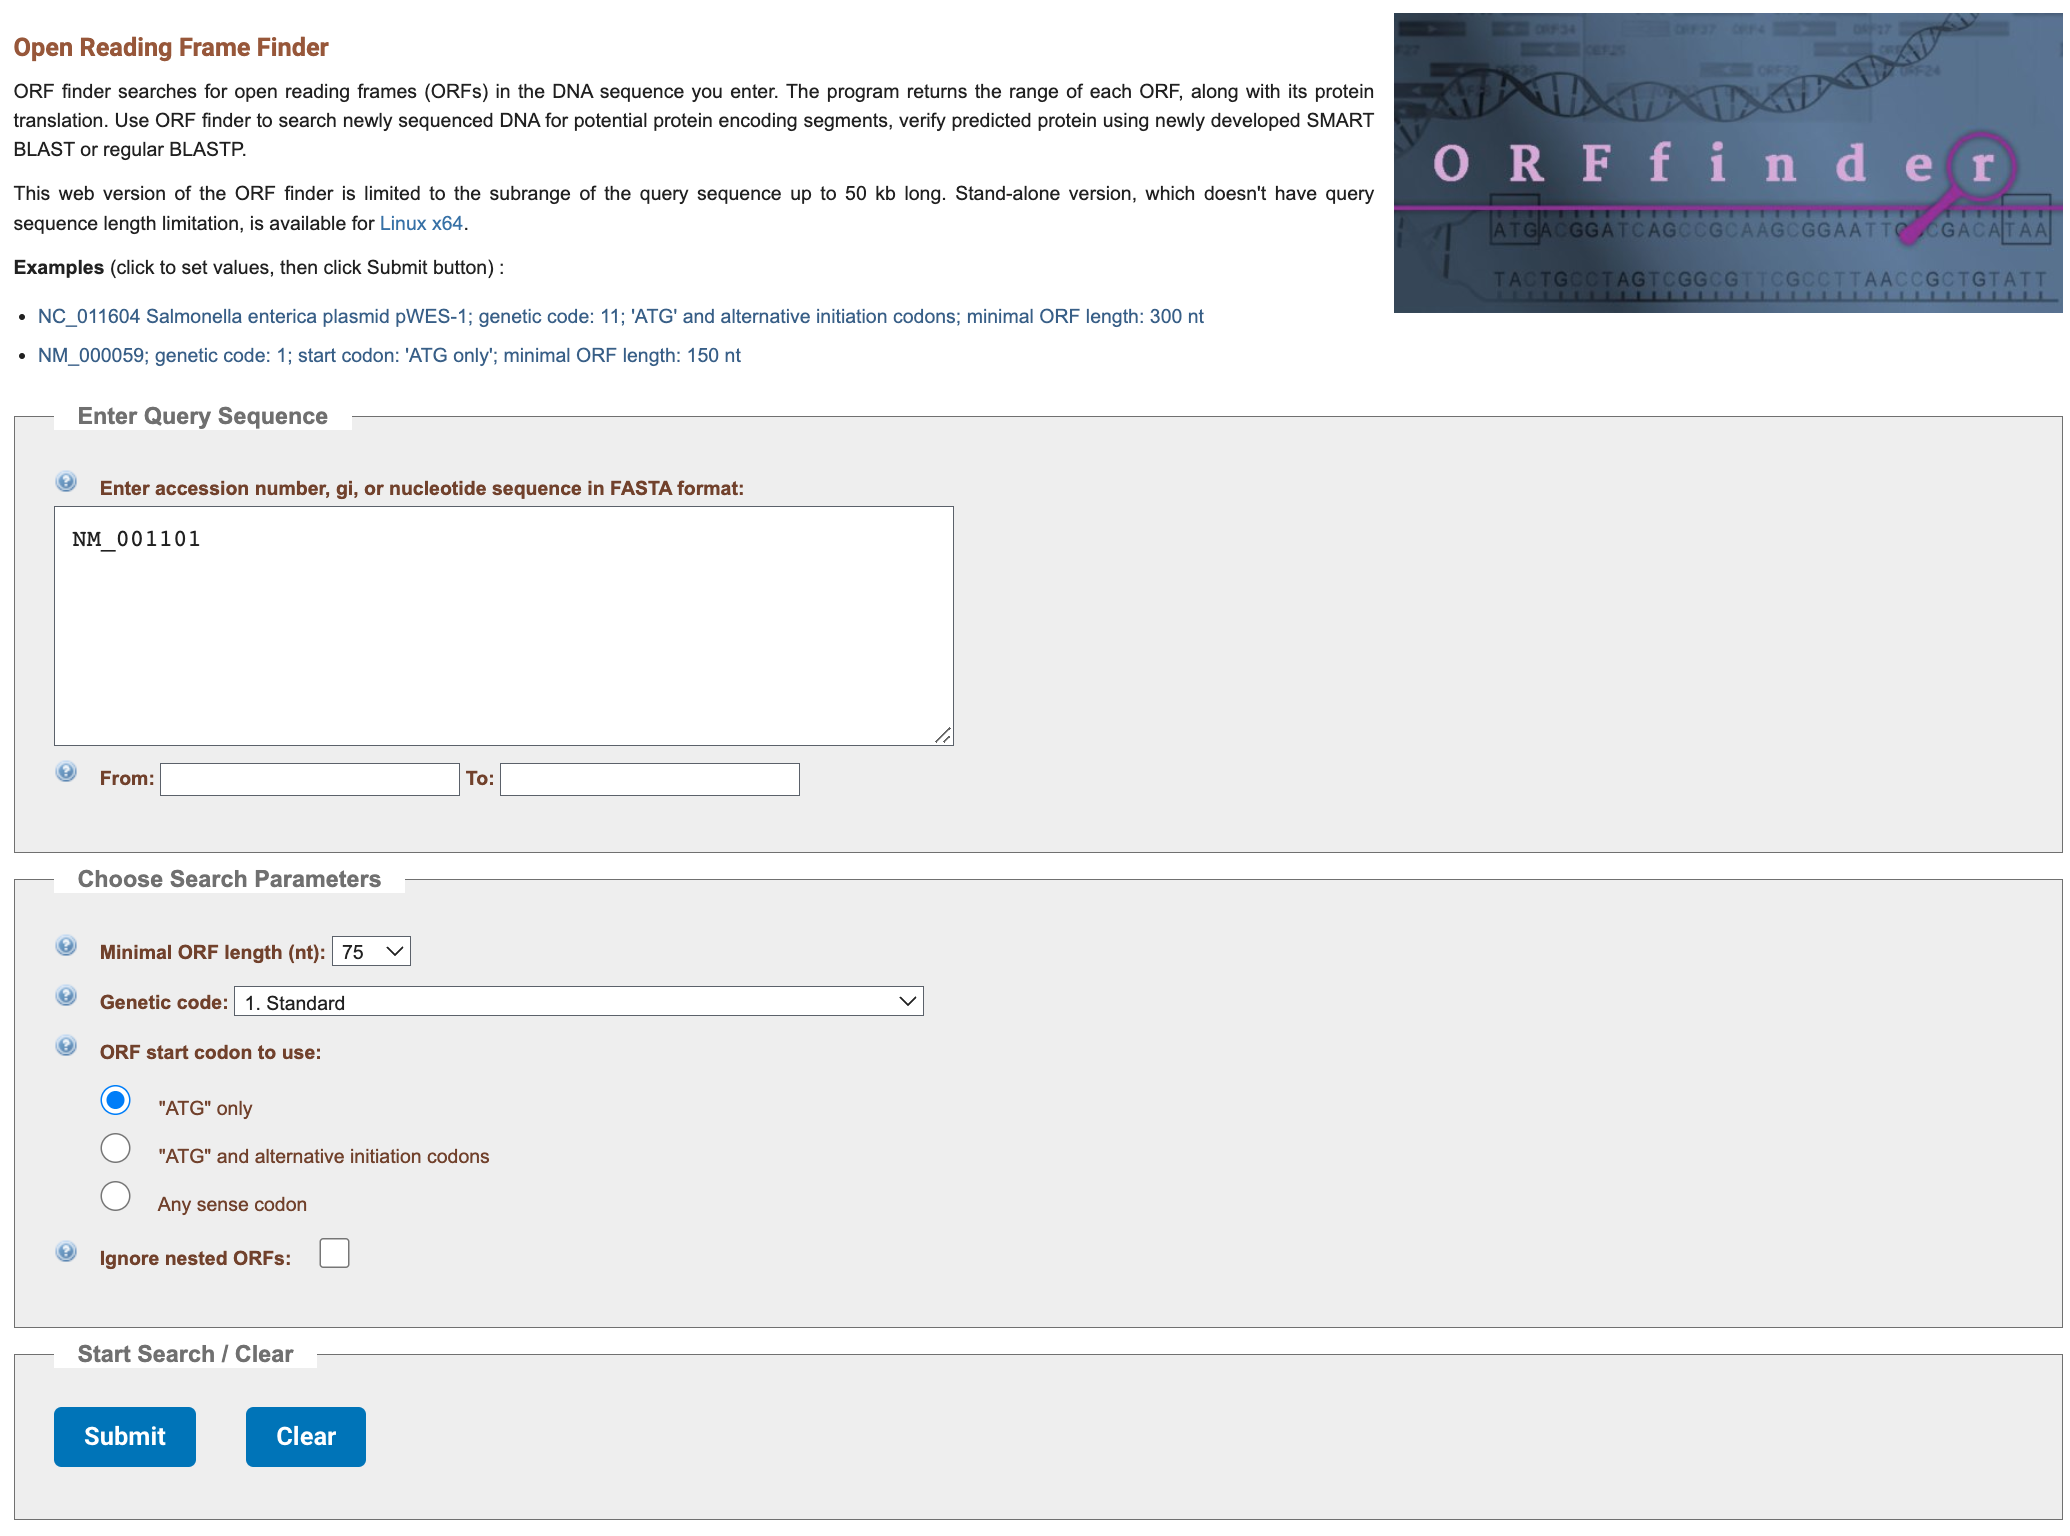 Open Reading Frame Finder
ORF finder searches for open reading frames (ORFs) in the DNA sequence you enter. The program returns the range of each ORF, along with its protein
translation. Use ORF finder to search newly sequenced DNA for potential protein encoding segments, verify predicted protein using newly developed SMART
BLAST or regular BLASTP.
This web version of the ORF finder is limited to the subrange of the query sequence up to 50 kb long. Stand-alone version, which doesn't have query
sequence length limitation, is available for Linux x64.
Examples (click to set values, then click Submit button) :
• NC_011604 Salmonella enterica plasmid pWES-1; genetic code: 11; 'ATG' and alternative initiation codons; minimal ORF length: 300 nt
• NM_000059; genetic code: 1; start codon: 'ATG only'; minimal ORF length: 150 nt
ORF34 ORF37 ORF4 ORF17
ORFfinder
TACTGCCTAGTCGGCGTTCGCCTTAACCGCTGTATT
Enter Query Sequence
Enter accession number, gi, or nucleotide sequence in FASTA format:
NM_001101
From: To:
Choose Search Parameters
Minimal ORF length (nt): 75
Genetic code: 1. Standard
ORF start codon to use:
"ATG" only
"ATG" and alternative initiation codons
Any sense codon
Ignore nested ORFs:
Start Search / Clear
Submit Clear